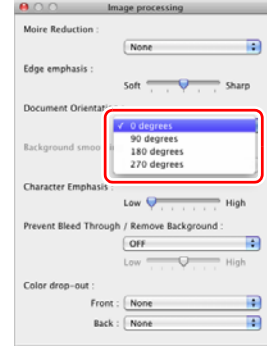 Image processing
Moire Reduction :
None
Edge emphasis :
Soft Sharp
Document Orientatio
✓ 0 degrees
90 degrees
180 degrees
270 degrees
Background smoo
Character Emphasis :
Low High
Prevent Bleed Through / Remove Background :
OFF
Low High
Color drop-out :
Front : None
Back : None